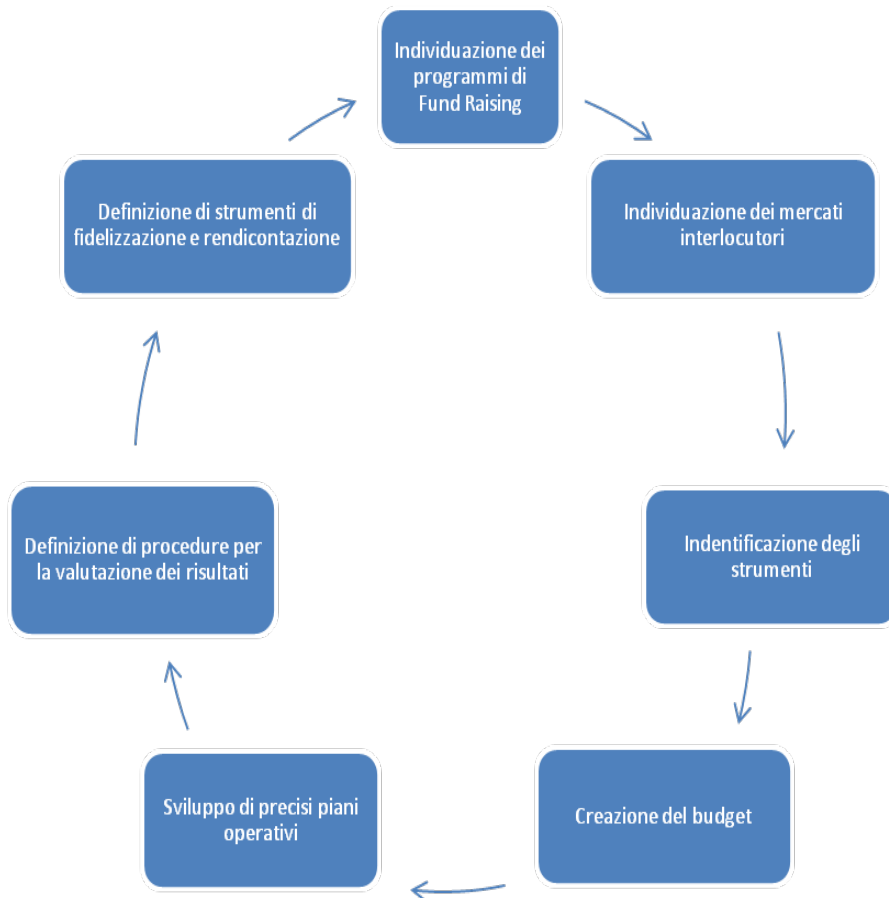 Individuazione dei
programmi di
Fund Raising
Individuazione dei mercati
interlocutori
Indentificazione degli
strumenti
Creazione del budget
Sviluppo di precisi piani
operativi
Definizione di procedure per
la valutazione dei risultati
Definizione di strumenti di
fidelizzazione e rendicontazione